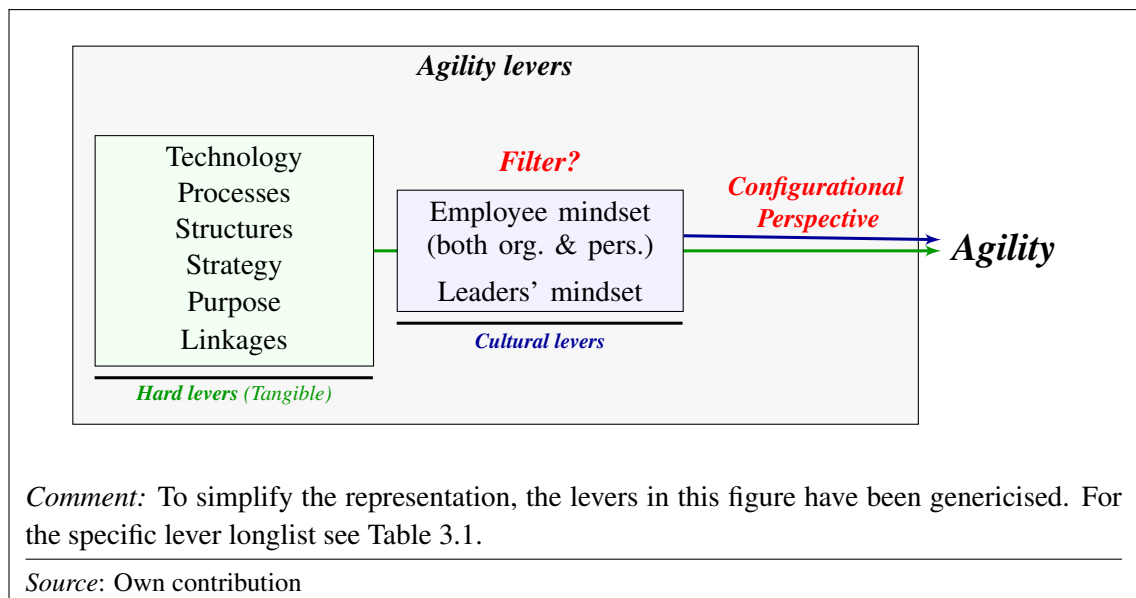 Agility levers
Technology
Processes
Structures
Strategy
Purpose
Linkages
Hard levers (Tangible)
Filter?
Employee mindset
(both org. & pers.)
Leaders' mindset
Cultural levers
Configurational
Perspective
Agility
Comment: To simplify the representation, the levers in this figure have been genericised. For
the specific lever longlist see Table 3.1.
Source: Own contribution